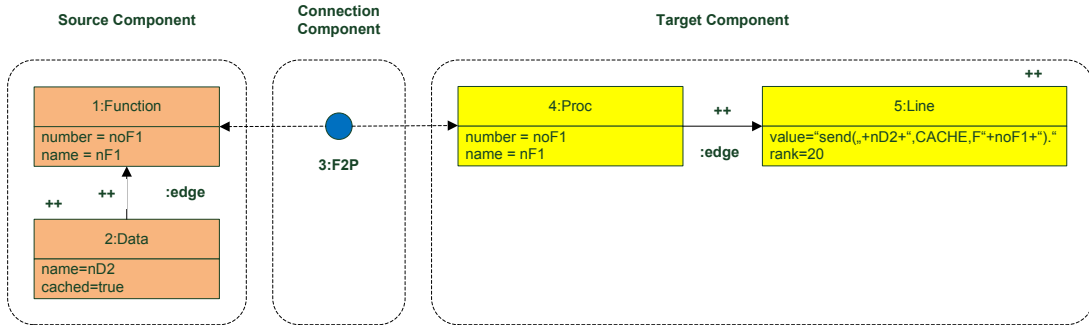 Source Component
Connection
Component
Target Component
++
1:Function
number = noF1
name = nF1
3:F2P
4:Proc
number = noF1
name = nF1
++
:edge
5:Line
value=“send(„+nD2+“,CACHE,F“+noF1+“).“
rank=20
++
++
:edge
2:Data
name=nD2
cached=true